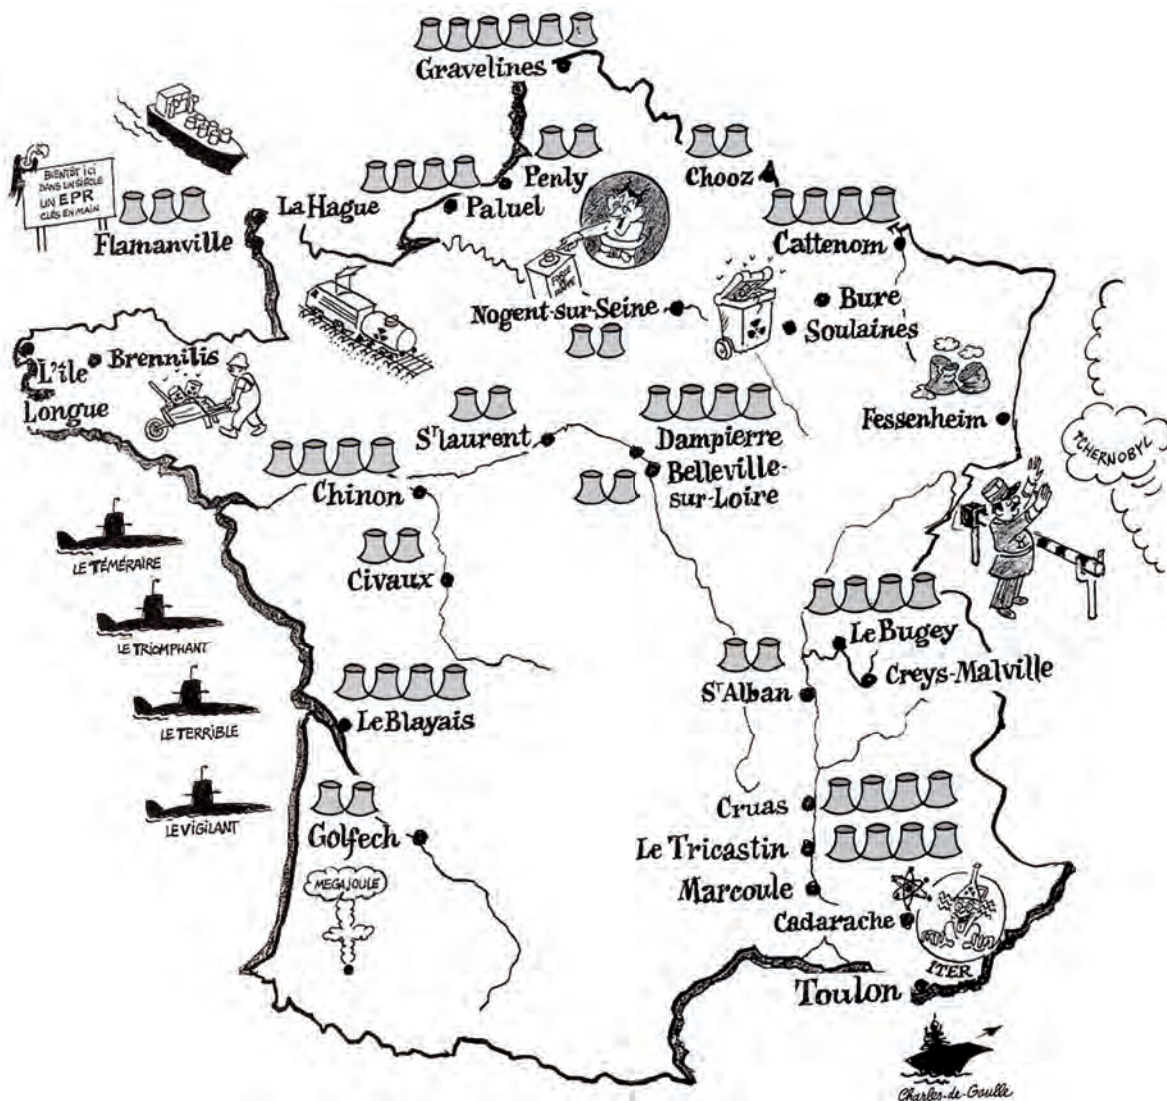 Gravelines
BIENTÔT ICI
DANS UN SIÈCLE
UN EPR
CLÉS EN MAIN
Flamanville
La Hague
Penly
Paluel
Chooz
Cattenom
Nogent-sur-Seine
Bure
Soulaines
Brennilis
L'île
Longue
Fessenheim
TCHERNOBYL
St Laurent
Dampierre
Belleville-
sur-Loire
Chinon
Civaux
LE TÉMÉRAIRE
LE TRIOMPHANT
LE TERRIBLE
LE VIGILANT
Le Bugey
Creys-Malville
St Alban
Le Blayais
Golfech
MEGAJOULE
Cruas
Le Tricastin
Marcoule
Cadarache
ITER
Toulon
Charles-de-Gaulle